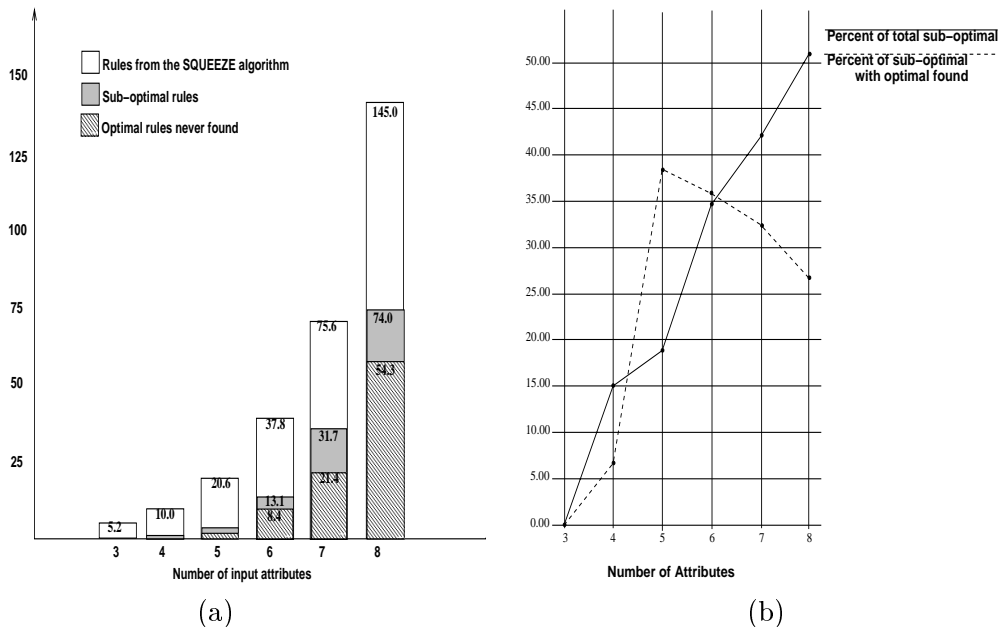 150
125
100
75
50
25
Rules from the SQUEEZE algorithm
Sub-optimal rules
Optimal rules never found
5.2
10.0
20.6
37.8
13.1
8.4
75.6
31.7
21.4
145.0
74.0
54.3
3 4 5 6 7 8
Number of input attributes
(a)
Percent of total sub-optimal
Percent of sub-optimal
with optimal found
50.00
45.00
40.00
35.00
30.00
25.00
20.00
15.00
10.00
5.00
0.00
3 4 5 6 7 8
Number of Attributes
(b)